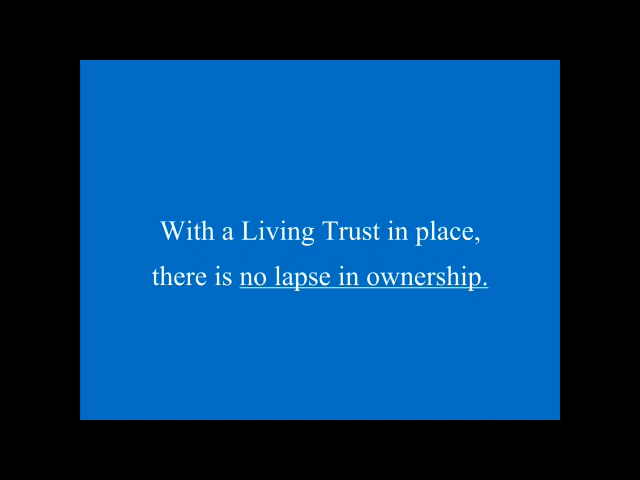 With a Living Trust in place,
there is no lapse in ownership.